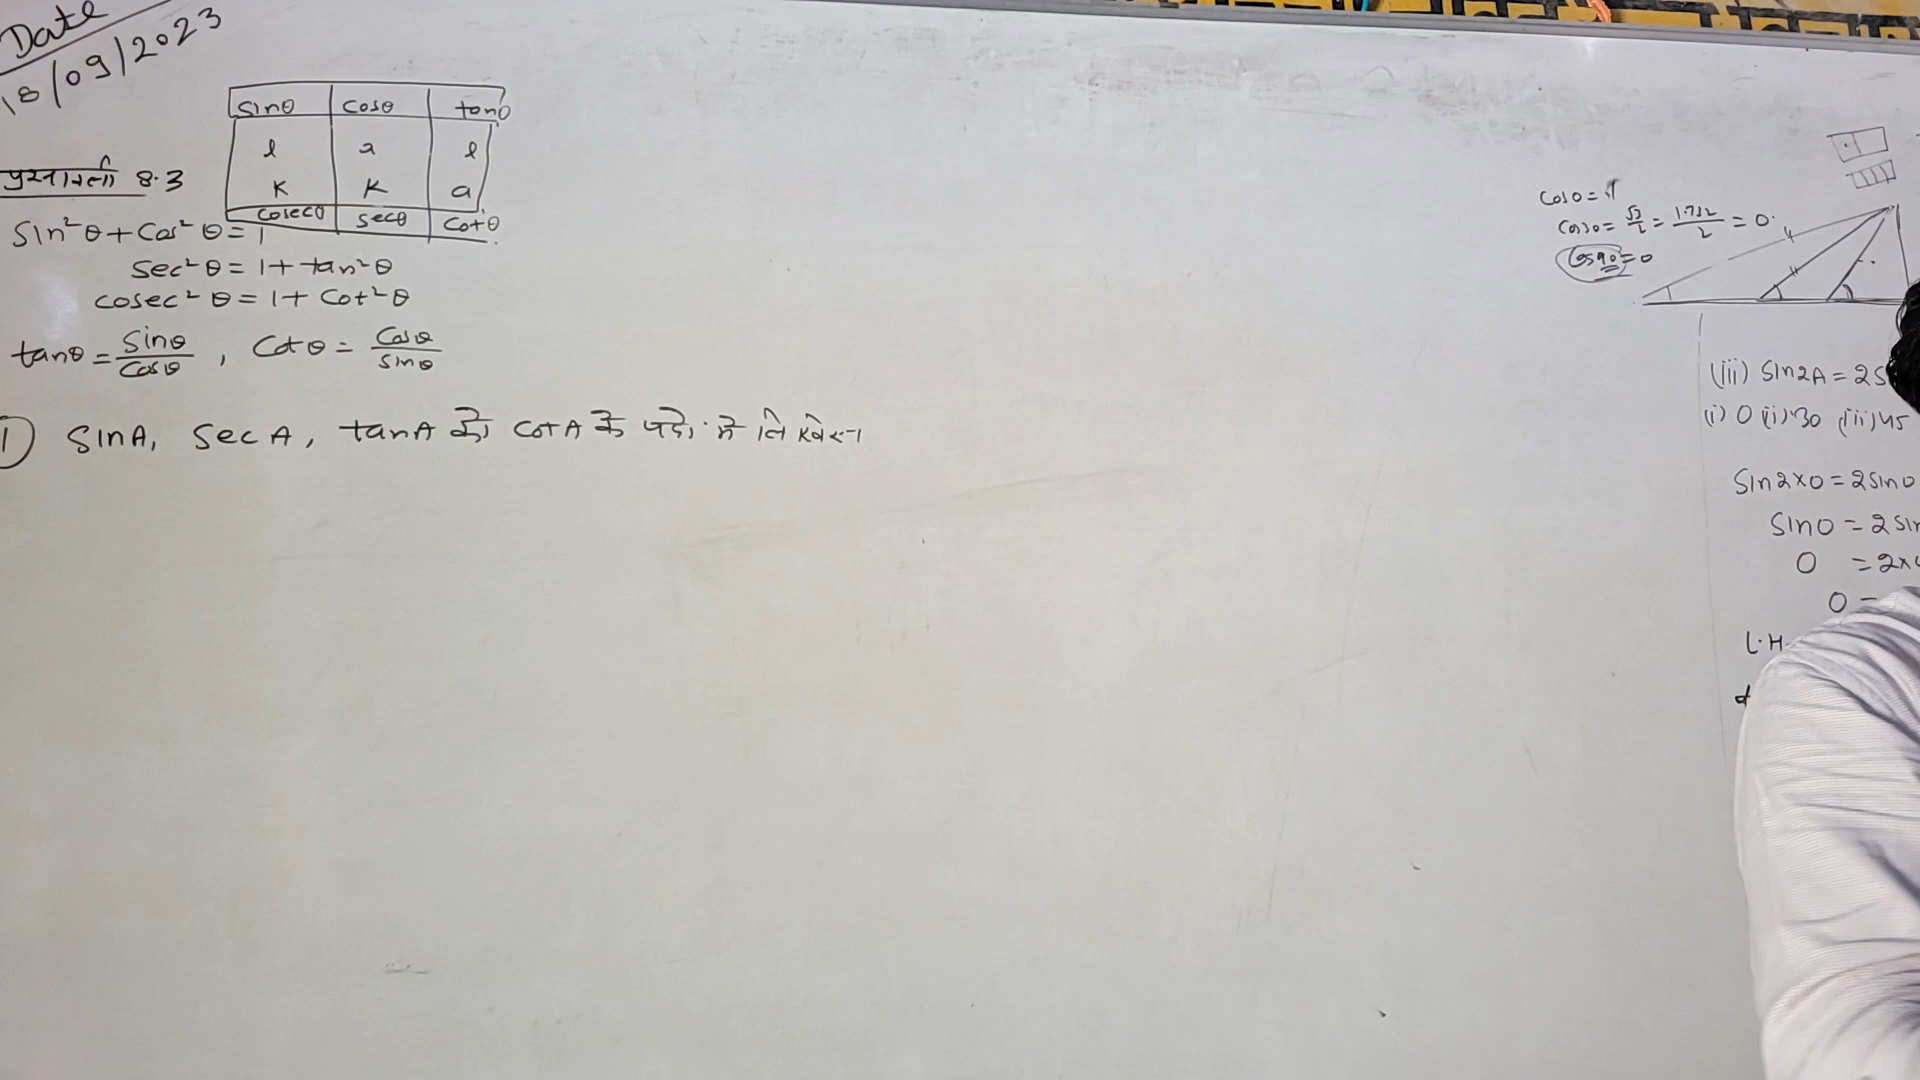 Date
18/09/2023
sinθ cosθ tanθ
l a l
K K a
cosecθ secθ cotθ
प्रश्नावली 8.3
Sin²θ + Cos²θ = 1
Sec²θ = 1 + tan²θ
cosec²θ = 1 + Cot²θ
tanθ = Sinθ/Cosθ , Cotθ = Cosθ/Sinθ
1 SinA, Sec A, tanA को cotA के पदो में लिखे
Cos0 = 1
Cos30 = √3/2 = 1.732/2 = 0.
Cos90 = 0
(iii) Sin2A = 2S
(i) 0 (ii) 30 (iii) 45
Sin2×0 = 2Sin0
Sin0 = 2Sin
0 = 2×
0 =
L.H.